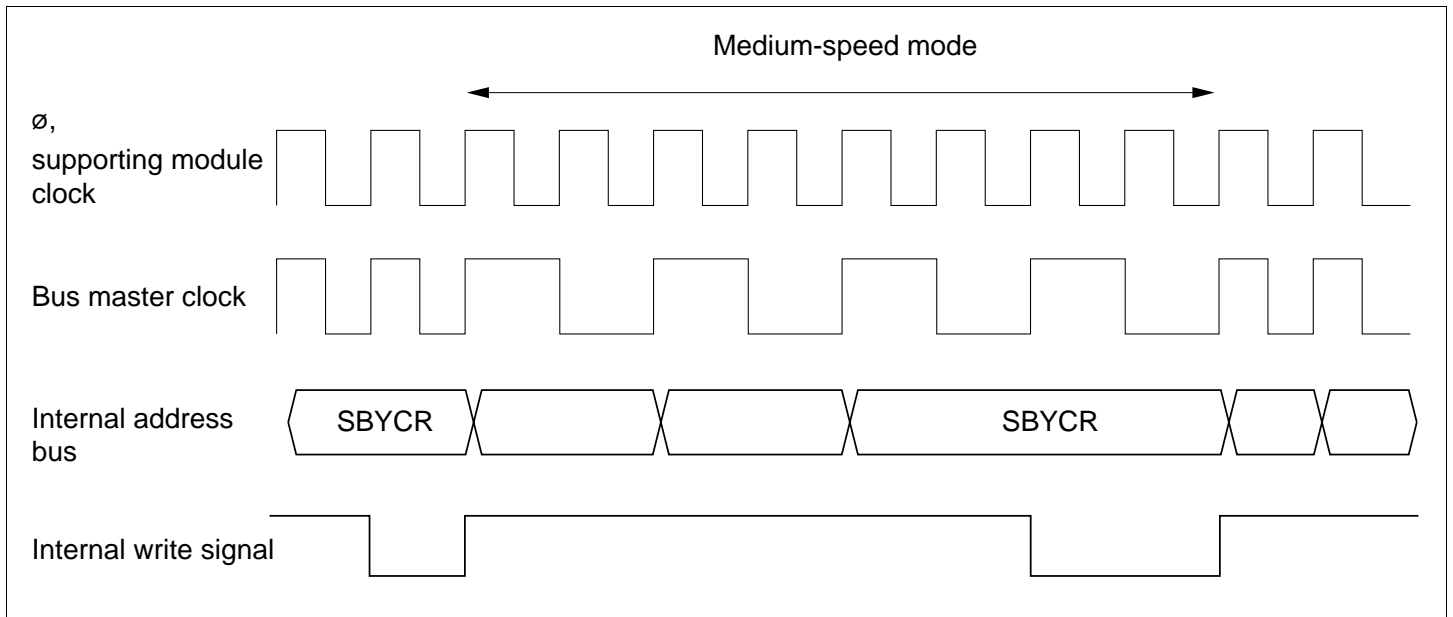 Medium-speed mode
ø,
supporting module
clock
Bus master clock
Internal address
bus
SBYCR
SBYCR
Internal write signal